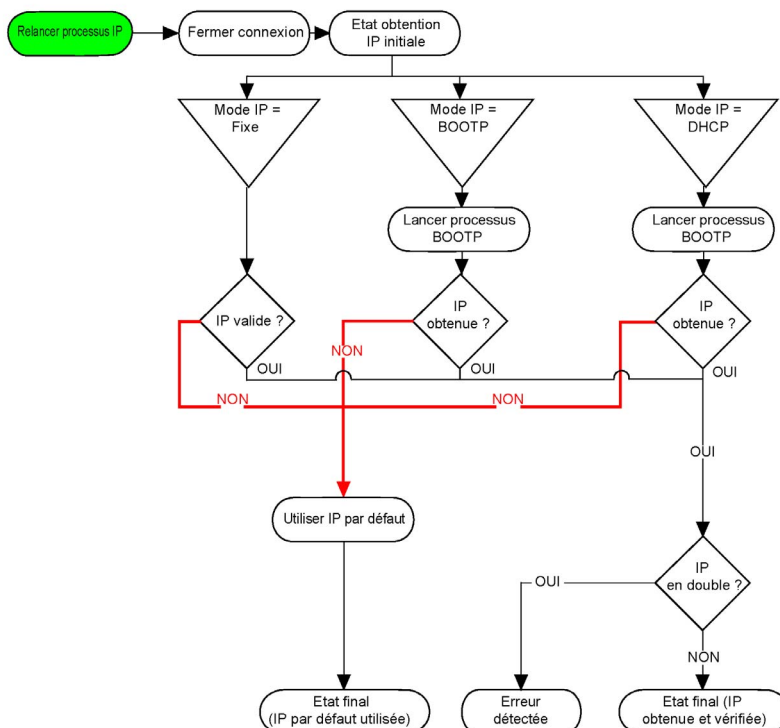 Relancer processus IP
Fermer connexion
Etat obtention
IP initiale
Mode IP =
Fixe
Mode IP =
BOOTP
Mode IP =
DHCP
Lancer processus
BOOTP
Lancer processus
BOOTP
IP valide ?
IP
obtenue ?
IP
obtenue ?
NON
OUI
OUI
OUI
NON
NON
OUI
Utiliser IP par défaut
IP
en double ?
OUI
NON
Etat final
(IP par défaut utilisée)
Erreur
détectée
Etat final (IP
obtenue et vérifiée)